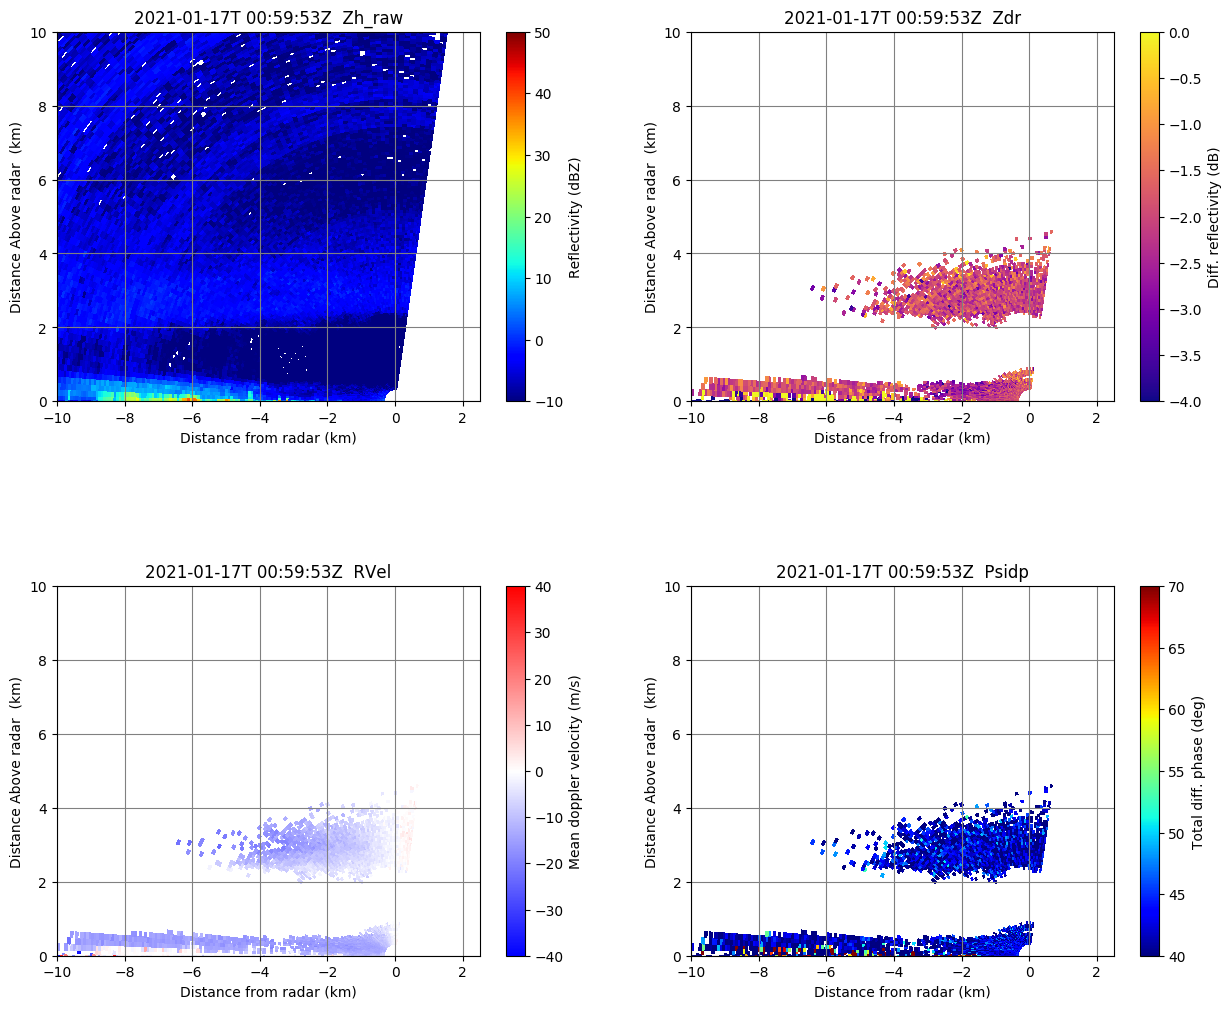 2021-01-17T 00:59:53Z  Zh_raw
10
8
6
4
2
0
Distance Above radar  (km)
−10 −8 −6 −4 −2 0 2
Distance from radar (km)
50
40
30
20
10
0
−10
Reflectivity (dBZ)
2021-01-17T 00:59:53Z  Zdr
10
8
6
4
2
0
Distance Above radar  (km)
−10 −8 −6 −4 −2 0 2
Distance from radar (km)
0.0
−0.5
−1.0
−1.5
−2.0
−2.5
−3.0
−3.5
−4.0
Diff. reflectivity (dB)
2021-01-17T 00:59:53Z  RVel
10
8
6
4
2
0
Distance Above radar  (km)
−10 −8 −6 −4 −2 0 2
Distance from radar (km)
40
30
20
10
0
−10
−20
−30
−40
Mean doppler velocity (m/s)
2021-01-17T 00:59:53Z  Psidp
10
8
6
4
2
0
Distance Above radar  (km)
−10 −8 −6 −4 −2 0 2
Distance from radar (km)
70
65
60
55
50
45
40
Total diff. phase (deg)